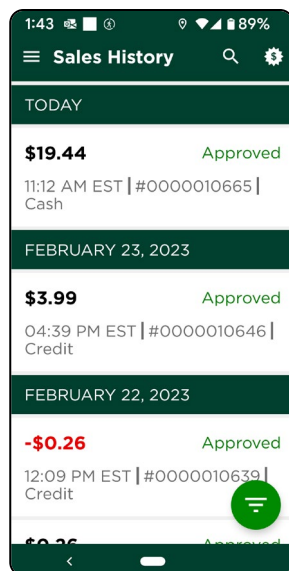 1:43 89%
Sales History
TODAY
$19.44 Approved
11:12 AM EST | #0000010665 |
Cash
FEBRUARY 23, 2023
$3.99 Approved
04:39 PM EST | #0000010646 |
Credit
FEBRUARY 22, 2023
-$0.26 Approved
12:09 PM EST | #0000010639 |
Credit